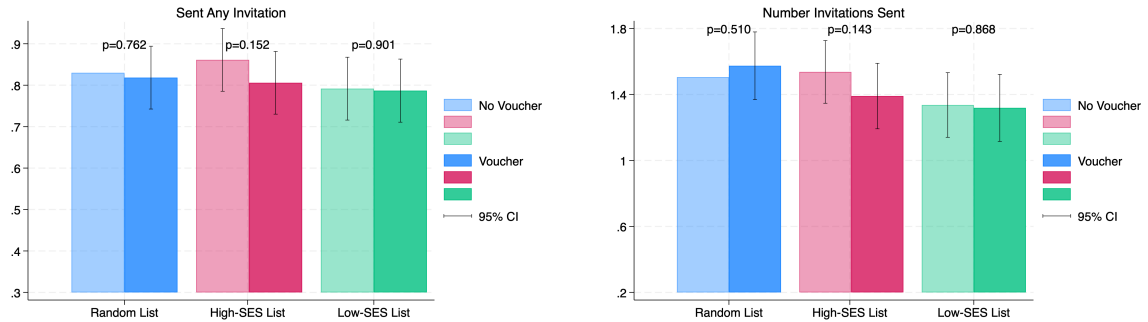 Sent Any Invitation
.9
.8
.7
.6
.5
.4
.3
p=0.762
p=0.152
p=0.901
Random List
High-SES List
Low-SES List
No Voucher
Voucher
95% CI
Number Invitations Sent
1.8
1.4
1
.6
.2
p=0.510
p=0.143
p=0.868
Random List
High-SES List
Low-SES List
No Voucher
Voucher
95% CI